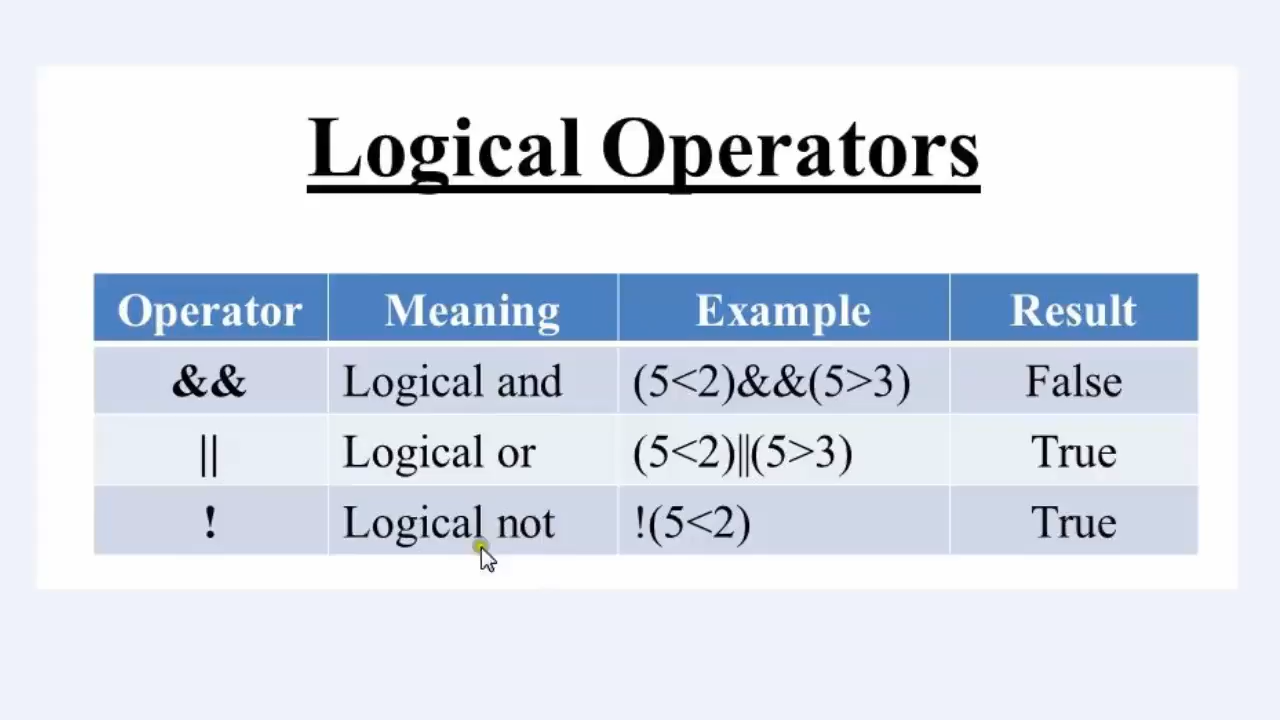 Logical Operators
Operator Meaning Example Result
&& Logical and (5<2)&&(5>3) False
|| Logical or (5<2)||(5>3) True
! Logical not !(5<2) True